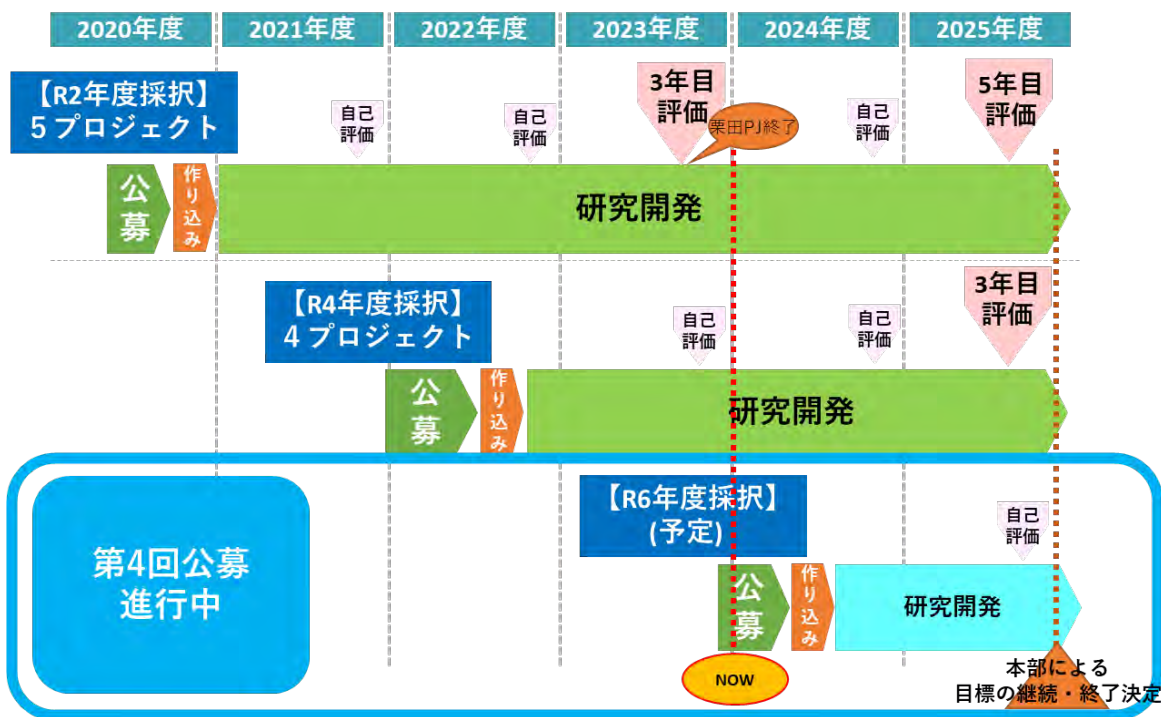 2020年度
2021年度
2022年度
2023年度
2024年度
2025年度
【R2年度採択】
5プロジェクト
自己
評価
自己
評価
3年目
評価
栗田PJ終了
自己
評価
5年目
評価
公募
作り込み
研究開発
【R4年度採択】
4プロジェクト
自己
評価
自己
評価
3年目
評価
公募
作り込み
研究開発
第4回公募
進行中
【R6年度採択】
(予定)
自己
評価
公募
作り込み
研究開発
NOW
本部による
目標の継続・終了決定